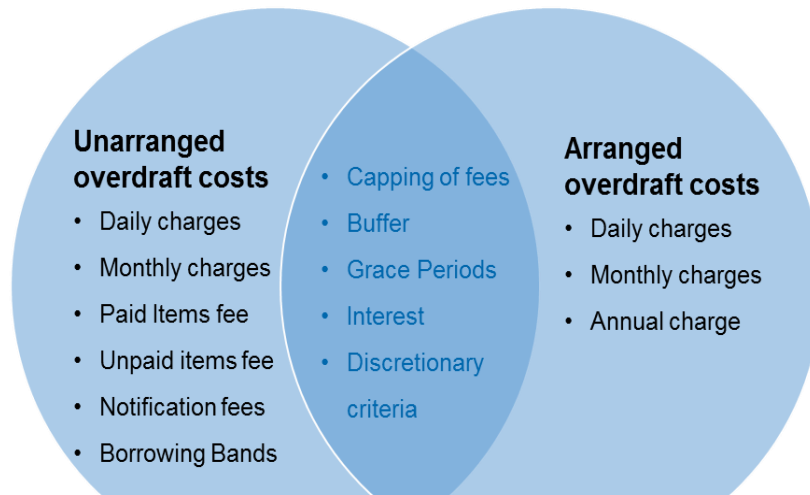 Unarranged
overdraft costs
• Daily charges
• Monthly charges
• Paid Items fee
• Unpaid items fee
• Notification fees
• Borrowing Bands
• Capping of fees
• Buffer
• Grace Periods
• Interest
• Discretionary
criteria
Arranged
overdraft costs
• Daily charges
• Monthly charges
• Annual charge